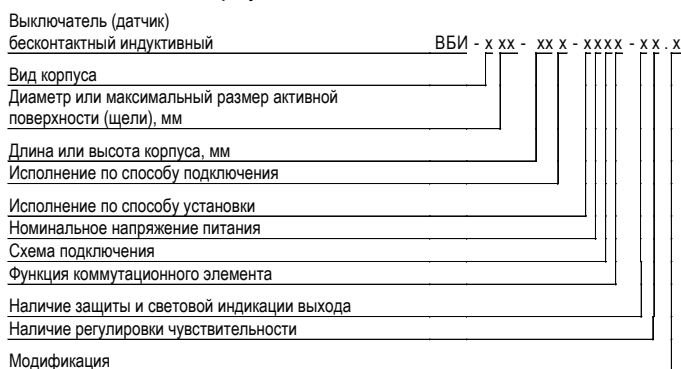 Выключатель (датчик)
бесконтактный индуктивный ВБИ - х хх - хх х - хххх - хх . х
Вид корпуса
Диаметр или максимальный размер активной
поверхности (щели), мм
Длина или высота корпуса, мм
Исполнение по способу подключения
Исполнение по способу установки
Номинальное напряжение питания
Схема подключения
Функция коммутационного элемента
Наличие защиты и световой индикации выхода
Наличие регулировки чувствительности
Модификация